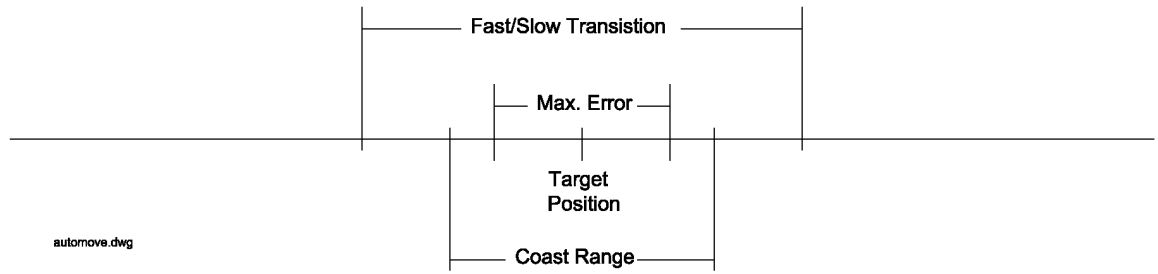 Fast/Slow Transistion
Max. Error
Target
Position
automove.dwg
Coast Range